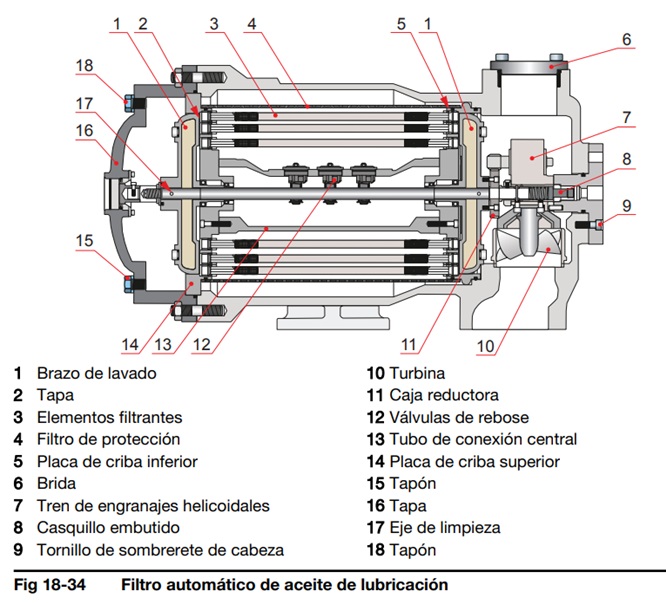 1 2 3 4 5 1 6
18
17
16
7
8
9
15
14 13 12 11 10
1 Brazo de lavado
2 Tapa
3 Elementos filtrantes
4 Filtro de protección
5 Placa de criba inferior
6 Brida
7 Tren de engranajes helicoidales
8 Casquillo embutido
9 Tornillo de sombrerete de cabeza
10 Turbina
11 Caja reductora
12 Válvulas de rebose
13 Tubo de conexión central
14 Placa de criba superior
15 Tapón
16 Tapa
17 Eje de limpieza
18 Tapón
Fig 18-34 Filtro automático de aceite de lubricación